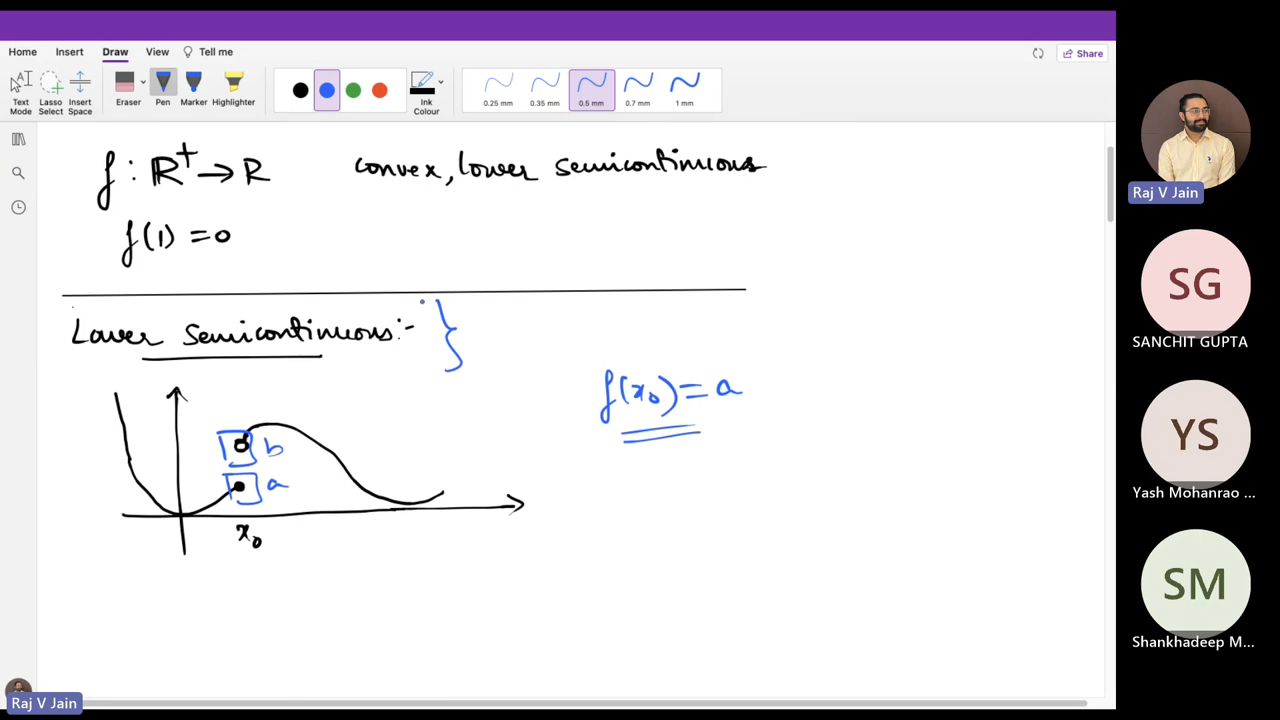 Home Insert Draw View Tell me
Share
Text Mode
Lasso Select
Insert Space
Eraser
Pen
Marker
Highlighter
Ink Colour
0.25 mm
0.35 mm
0.5 mm
0.7 mm
1 mm
f : ℝ⁺ → ℝ convex, lower semicontinuous
f(1) = 0
Lower semicontinuous:-
f(x₀) = a
b
a
x₀
Raj V Jain
Raj V Jain
SG
SANCHIT GUPTA
YS
Yash Mohanrao ...
SM
Shankhadeep M...